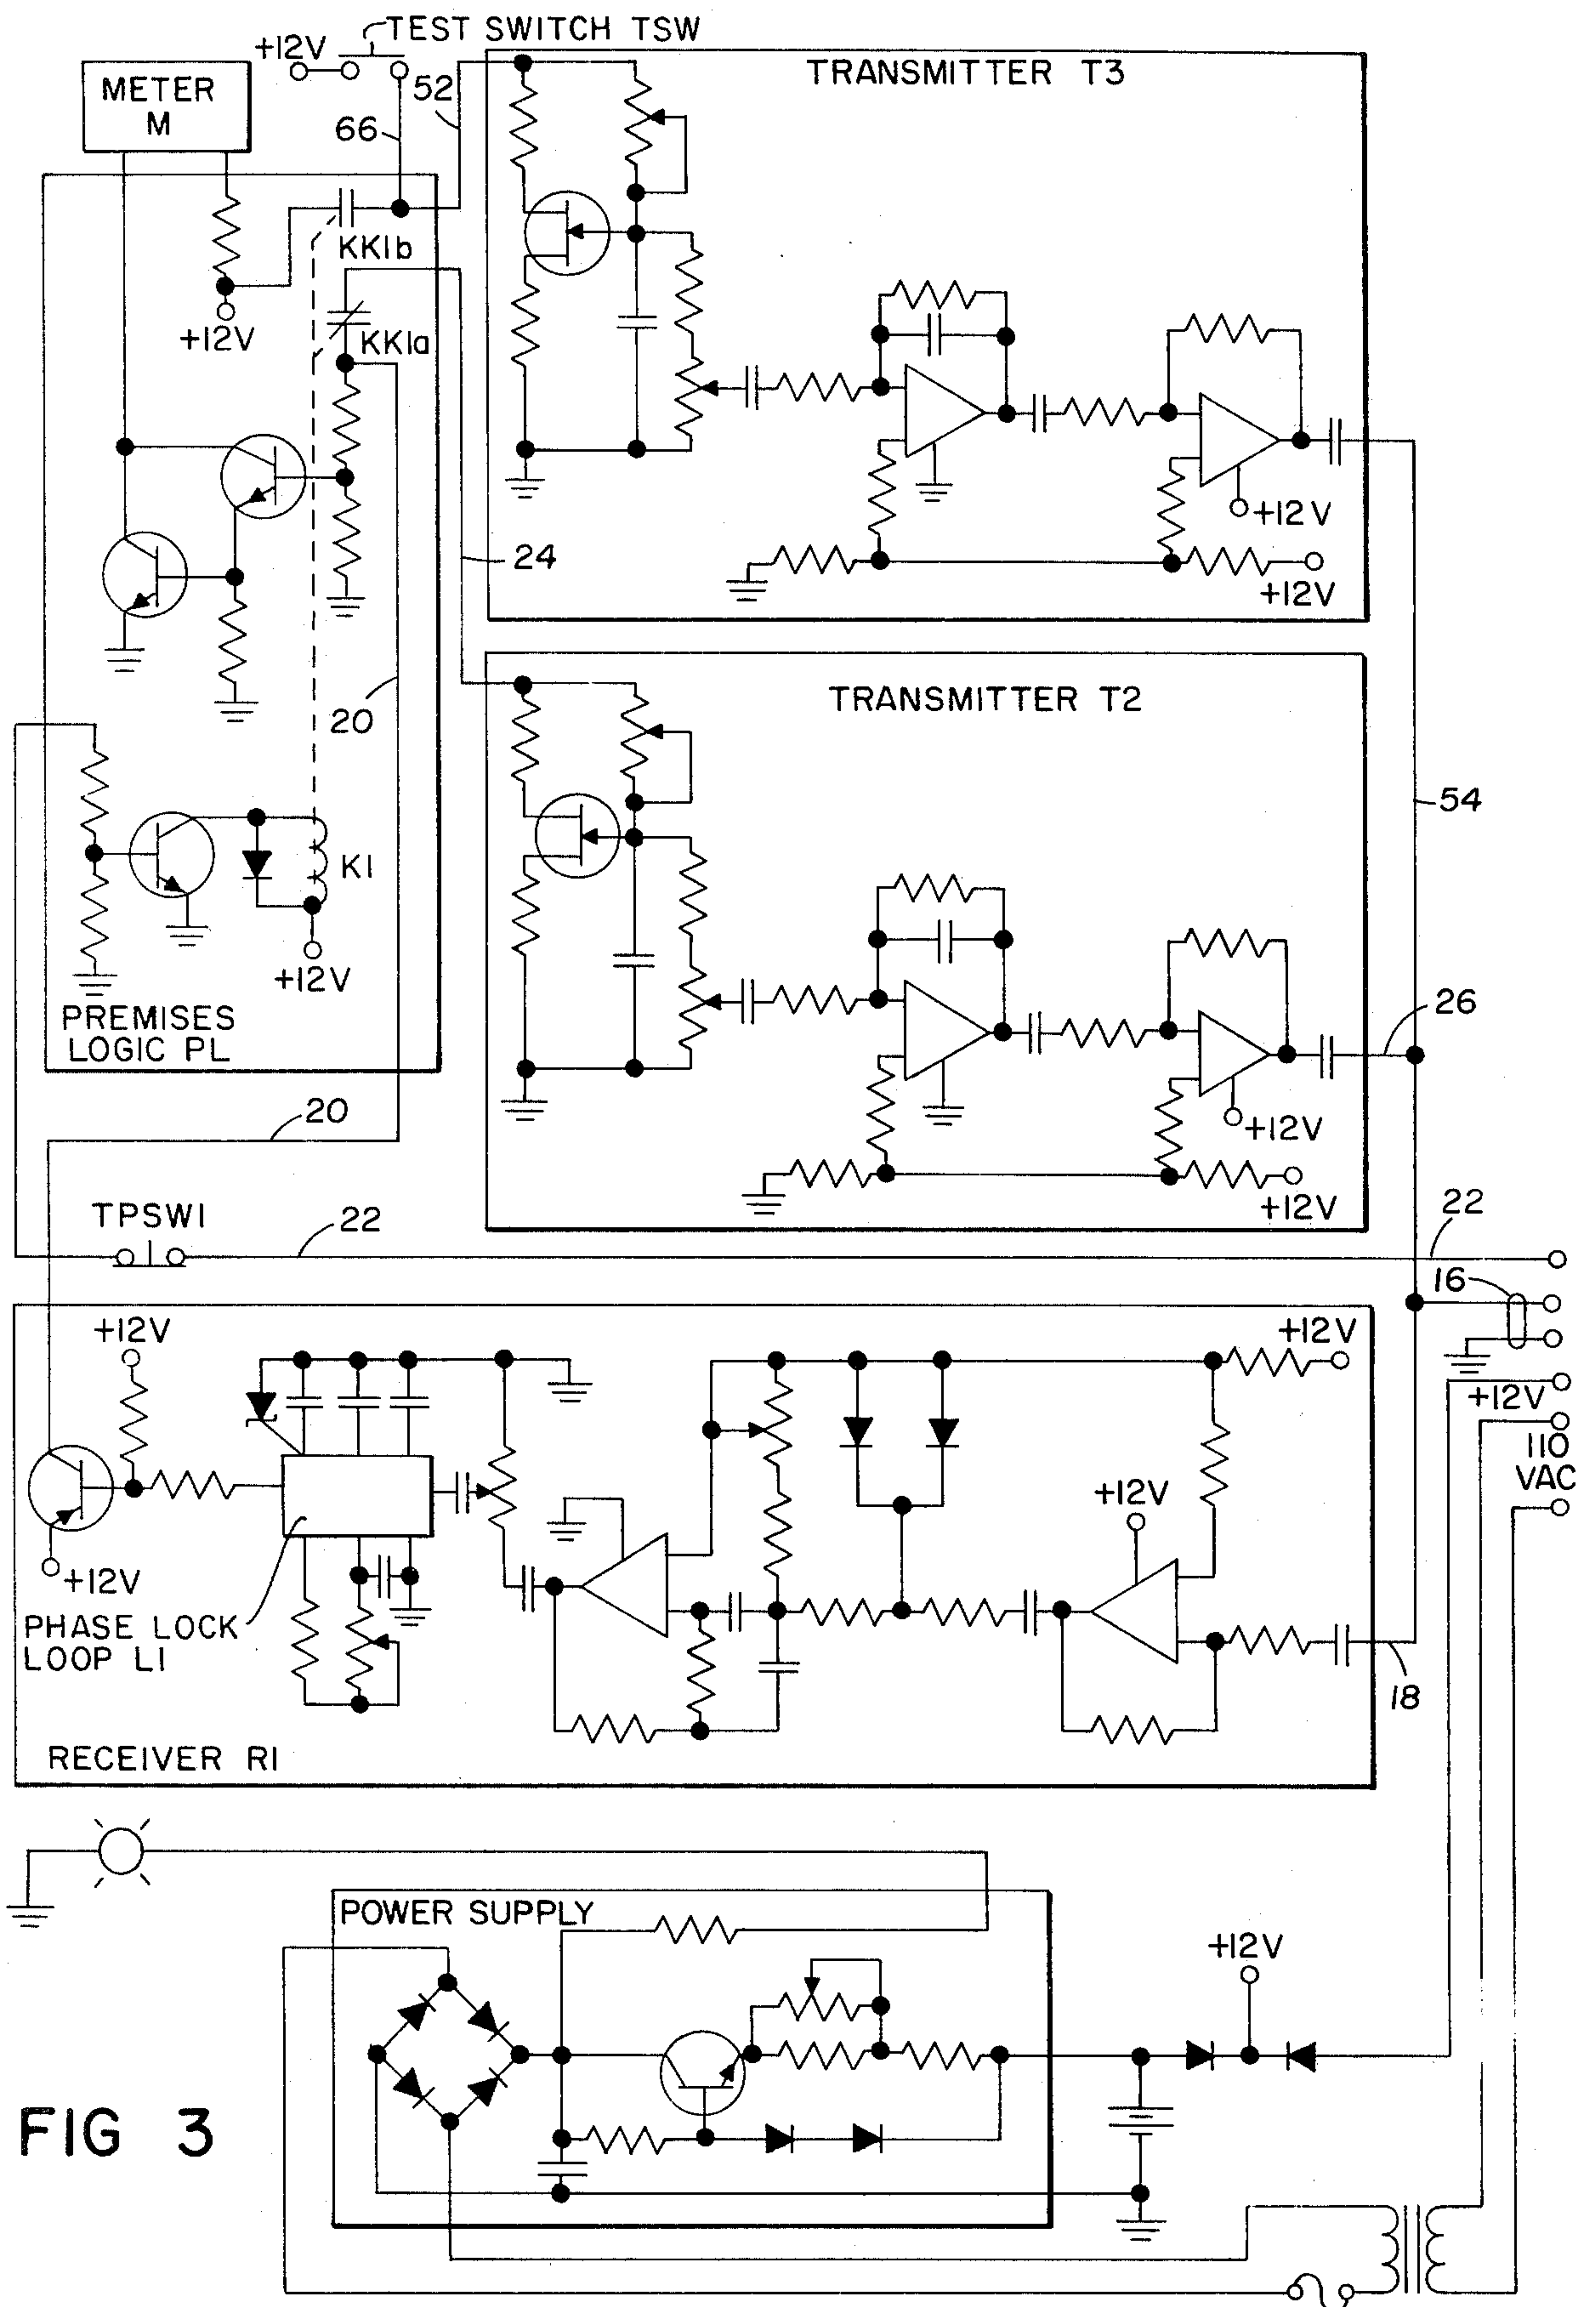 TEST SWITCH TSW
+12V
METER
M
52
TRANSMITTER T3
66
KK1b
+12V
KK1a
+12V
24
+12V
TRANSMITTER T2
20
54
K1
+12V
PREMISES
LOGIC PL
26
20
+12V
+12V
TPSW1
22
22
16
+12V
+12V
+12V
110
VAC
+12V
+12V
PHASE LOCK
LOOP L1
18
RECEIVER R1
POWER SUPPLY
+12V
FIG 3